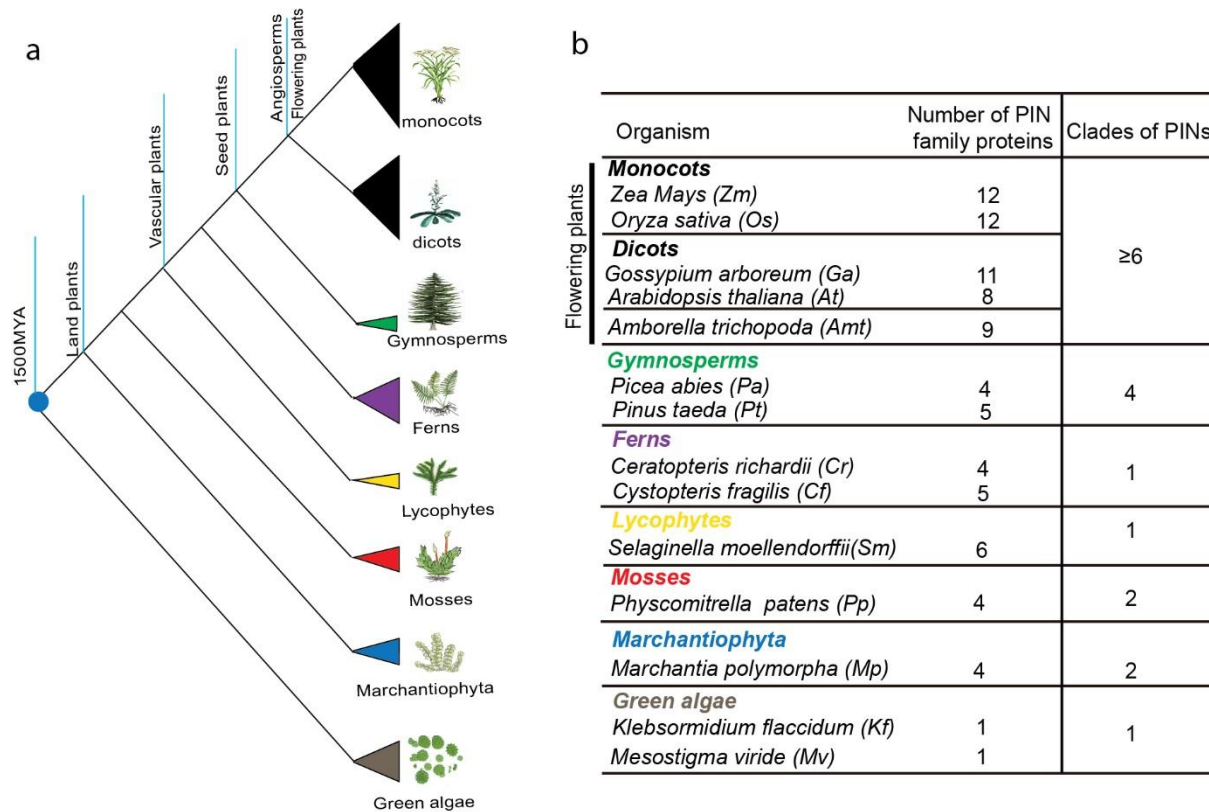 a
1500MYA
Land plants
Vascular plants
Seed plants
Angiosperms
Flowering plants
monocots
dicots
Gymnosperms
Ferns
Lycophytes
Mosses
Marchantiophyta
Green algae
b
Organism
Number of PIN
family proteins
Clades of PINs
Flowering plants
Monocots
Zea Mays (Zm) 12
Oryza sativa (Os) 12
≥6
Dicots
Gossypium arboreum (Ga) 11
Arabidopsis thaliana (At) 8
Amborella trichopoda (Amt) 9
Gymnosperms
Picea abies (Pa) 4
Pinus taeda (Pt) 5
4
Ferns
Ceratopteris richardii (Cr) 4
Cystopteris fragilis (Cf) 5
1
Lycophytes
Selaginella moellendorffii(Sm) 6
1
Mosses
Physcomitrella patens (Pp) 4
2
Marchantiophyta
Marchantia polymorpha (Mp) 4
2
Green algae
Klebsormidium flaccidum (Kf) 1
Mesostigma viride (Mv) 1
1